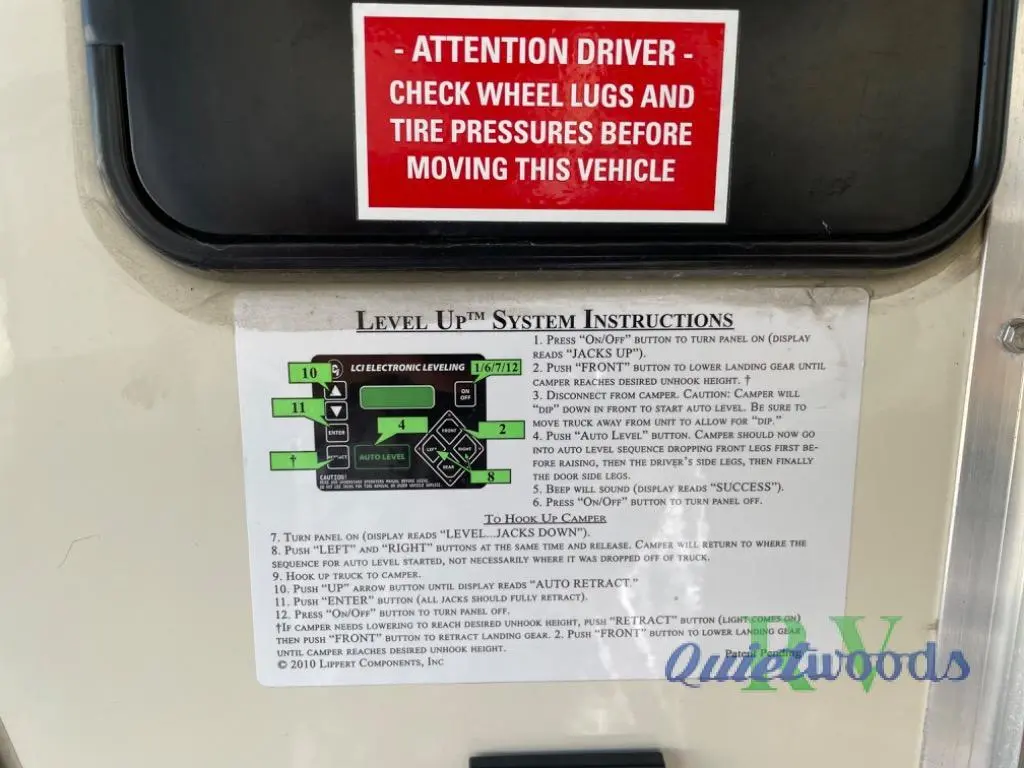 - ATTENTION DRIVER -
CHECK WHEEL LUGS AND
TIRE PRESSURES BEFORE
MOVING THIS VEHICLE
LEVEL UP™ SYSTEM INSTRUCTIONS
LCI ELECTRONIC LEVELING
1/6/7/12
10
ON
OFF
11
ENTER
4
FRONT
2
LEFT
RIGHT
†
RETRACT
AUTO LEVEL
REAR
8
CAUTION!
1. PRESS "ON/OFF" BUTTON TO TURN PANEL ON (DISPLAY
READS "JACKS UP").
2. PUSH "FRONT" BUTTON TO LOWER LANDING GEAR UNTIL
CAMPER REACHES DESIRED UNHOOK HEIGHT. †
3. DISCONNECT FROM CAMPER. CAUTION: CAMPER WILL
"DIP" DOWN IN FRONT TO START AUTO LEVEL. BE SURE TO
MOVE TRUCK AWAY FROM UNIT TO ALLOW FOR "DIP."
4. PUSH "AUTO LEVEL" BUTTON. CAMPER SHOULD NOW GO
INTO AUTO LEVEL SEQUENCE DROPPING FRONT LEGS FIRST BE-
FORE RAISING, THEN THE DRIVER'S SIDE LEGS, THEN FINALLY
THE DOOR SIDE LEGS.
5. BEEP WILL SOUND (DISPLAY READS "SUCCESS").
6. PRESS "ON/OFF" BUTTON TO TURN PANEL OFF.
TO HOOK UP CAMPER
7. TURN PANEL ON (DISPLAY READS "LEVEL...JACKS DOWN").
8. PUSH "LEFT" AND "RIGHT" BUTTONS AT THE SAME TIME AND RELEASE. CAMPER WILL RETURN TO WHERE THE
SEQUENCE FOR AUTO LEVEL STARTED, NOT NECESSARILY WHERE IT WAS DROPPED OFF OF TRUCK.
9. HOOK UP TRUCK TO CAMPER.
10. PUSH "UP" ARROW BUTTON UNTIL DISPLAY READS "AUTO RETRACT."
11. PUSH "ENTER" BUTTON (ALL JACKS SHOULD FULLY RETRACT).
12. PRESS "ON/OFF" BUTTON TO TURN PANEL OFF.
†IF CAMPER NEEDS LOWERING TO REACH DESIRED UNHOOK HEIGHT, PUSH "RETRACT" BUTTON (LIGHT COMES ON)
THEN PUSH "FRONT" BUTTON TO RETRACT LANDING GEAR. 2. PUSH "FRONT" BUTTON TO LOWER LANDING GEAR
UNTIL CAMPER REACHES DESIRED UNHOOK HEIGHT.
© 2010 LIPPERT COMPONENTS, INC
Patent Pending
Quietwoods
RV